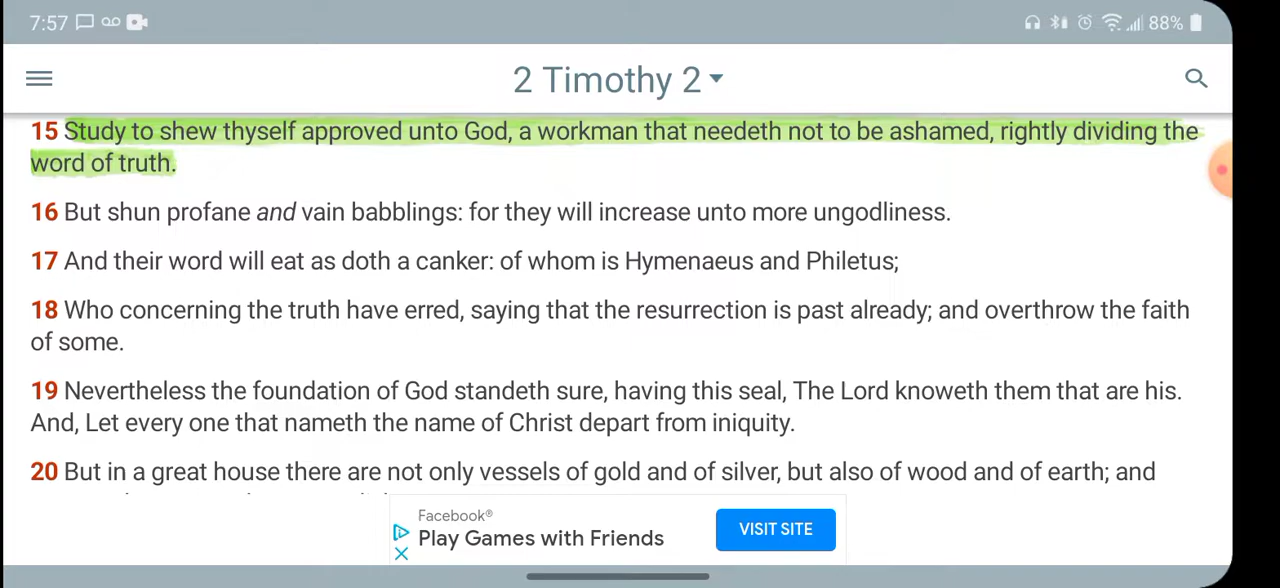 7:57
88%
2 Timothy 2
15 Study to shew thyself approved unto God, a workman that needeth not to be ashamed, rightly dividing the
word of truth.
16 But shun profane and vain babblings: for they will increase unto more ungodliness.
17 And their word will eat as doth a canker: of whom is Hymenaeus and Philetus;
18 Who concerning the truth have erred, saying that the resurrection is past already; and overthrow the faith
of some.
19 Nevertheless the foundation of God standeth sure, having this seal, The Lord knoweth them that are his.
And, Let every one that nameth the name of Christ depart from iniquity.
20 But in a great house there are not only vessels of gold and of silver, but also of wood and of earth; and
Facebook®
Play Games with Friends
VISIT SITE